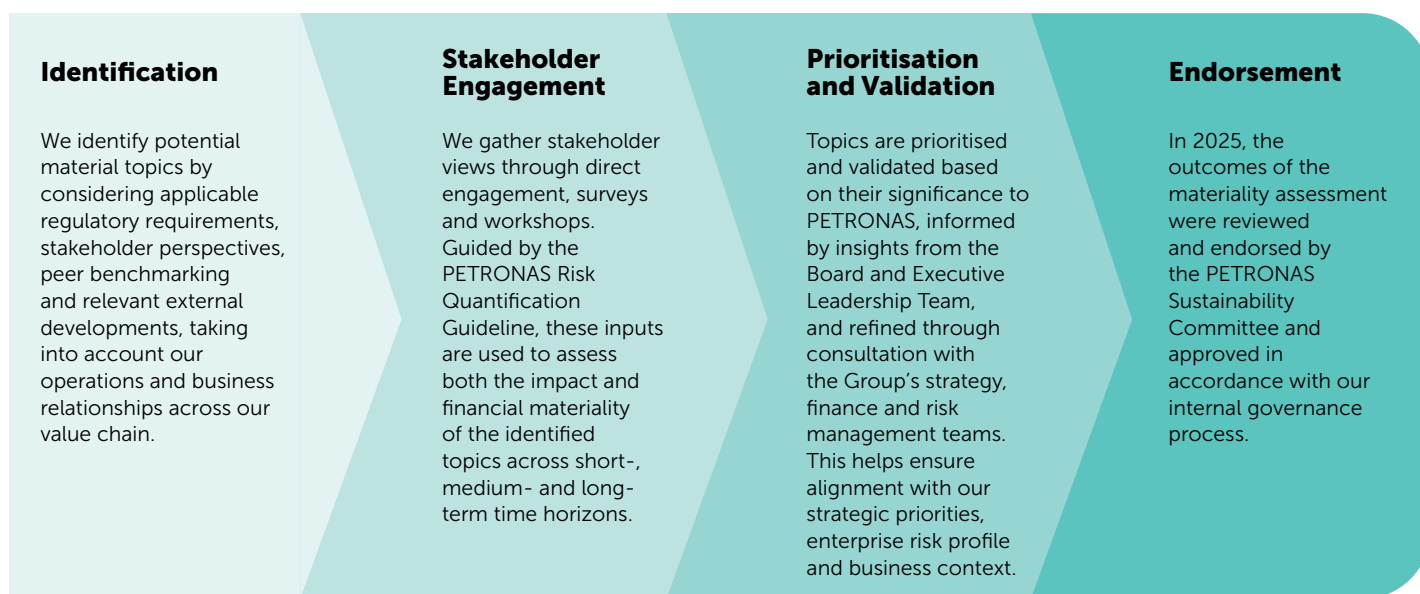 Identification
We identify potential
material topics by
considering applicable
regulatory requirements,
stakeholder perspectives,
peer benchmarking
and relevant external
developments, taking
into account our
operations and business
relationships across our
value chain.
Stakeholder
Engagement
We gather stakeholder
views through direct
engagement, surveys
and workshops.
Guided by the
PETRONAS Risk
Quantification
Guideline, these inputs
are used to assess
both the impact and
financial materiality
of the identified
topics across short-,
medium- and long-
term time horizons.
Prioritisation
and Validation
Topics are prioritised
and validated based
on their significance to
PETRONAS, informed
by insights from the
Board and Executive
Leadership Team,
and refined through
consultation with
the Group’s strategy,
finance and risk
management teams.
This helps ensure
alignment with our
strategic priorities,
enterprise risk profile
and business context.
Endorsement
In 2025, the
outcomes of the
materiality assessment
were reviewed
and endorsed by
the PETRONAS
Sustainability
Committee and
approved in
accordance with our
internal governance
process.